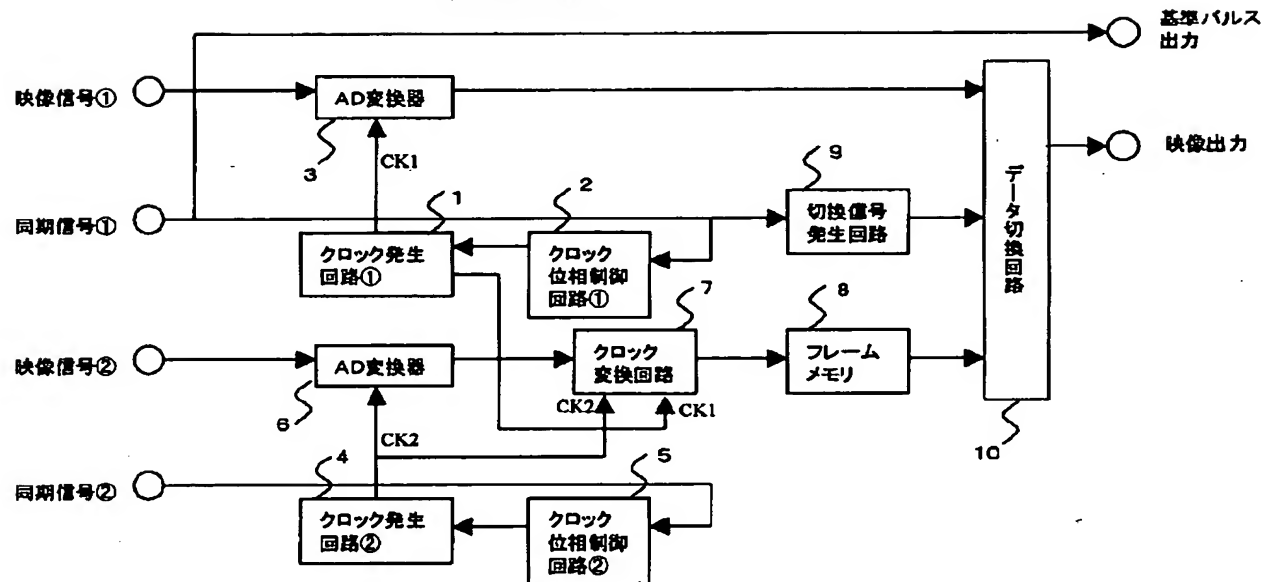 基準パルス
出力
映像信号①
AD変換器
3
CK1
映像出力
9
1
2
同期信号①
切換信号
発生回路
データ切換回路
クロック発生
回路①
クロック
位相制御
回路①
7
8
映像信号②
AD変換器
クロック
変換回路
フレーム
メモリ
6
CK2
CK2
CK1
10
4
5
同期信号②
クロック発生
回路②
クロック
位相制御
回路②